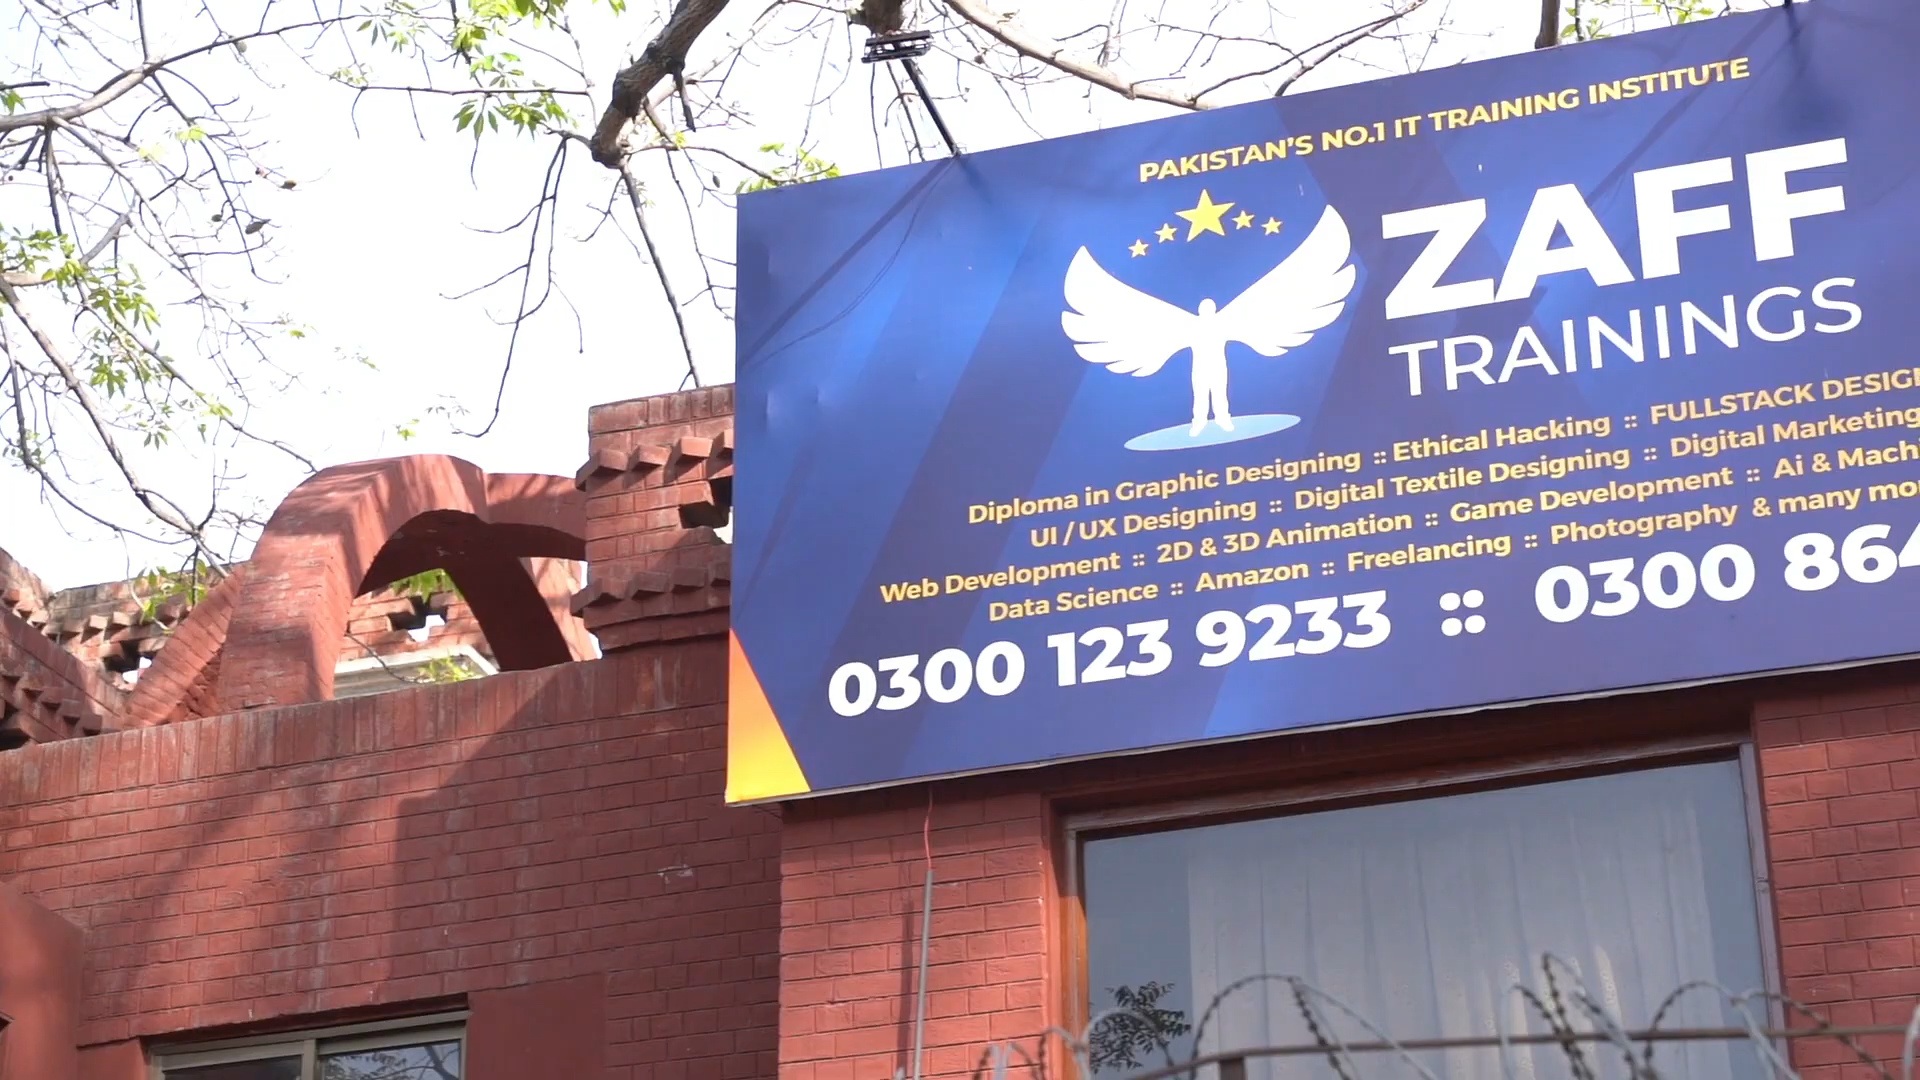 PAKISTAN'S NO.1 IT TRAINING INSTITUTE
ZAFF
TRAININGS
Diploma in Graphic Designing :: Ethical Hacking :: FULLSTACK
UI / UX Designing :: Digital Textile Designing :: Digital Marketing
Web Development :: 2D & 3D Animation :: Game Development :: Ai &
Data Science :: Amazon :: Freelancing :: Photography & many
0300 123 9233 :: 0300